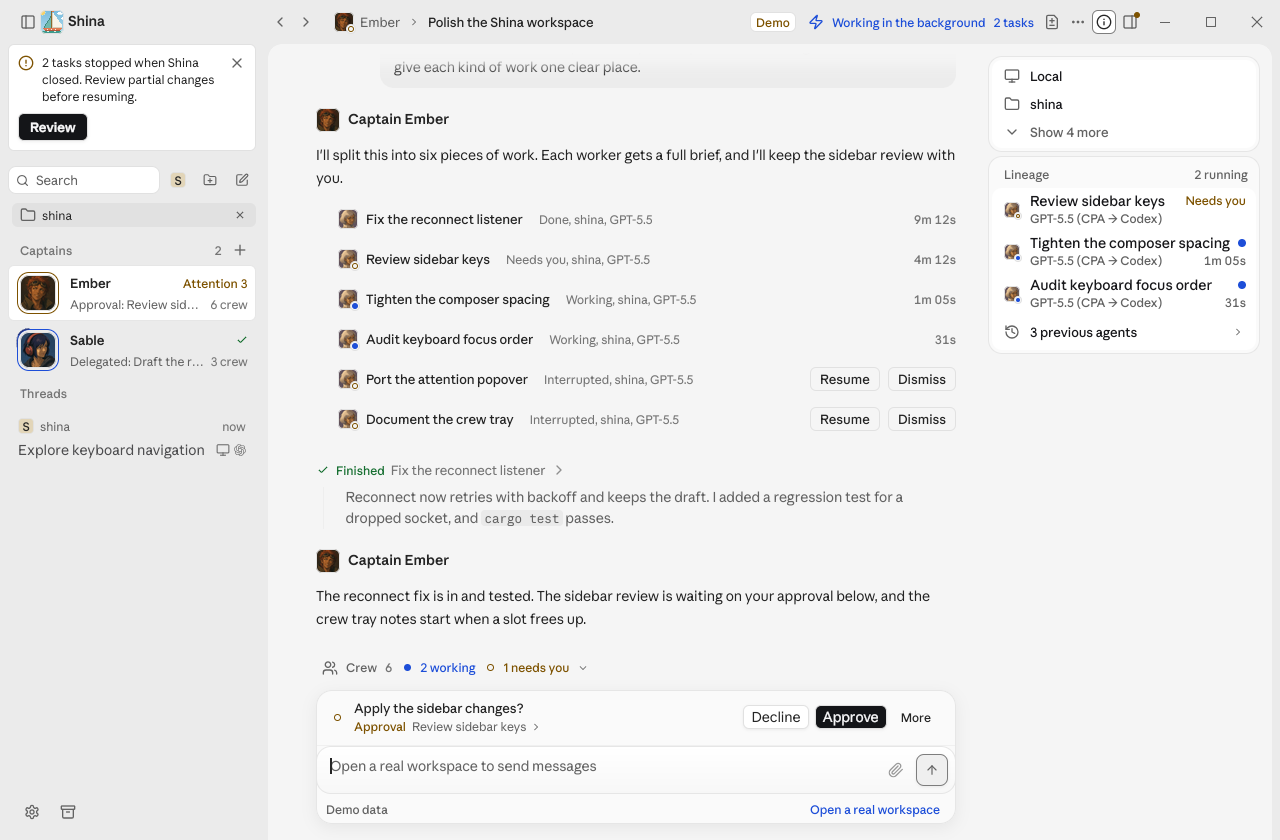 Shina
Ember
Polish the Shina workspace
Demo
Working in the background 2 tasks
2 tasks stopped when Shina
closed. Review partial changes
before resuming.
Review
Search
S
shina
Captains 2
Ember Attention 3
Approval: Review sid… 6 crew
Sable
Delegated: Draft the r… 3 crew
Threads
S shina now
Explore keyboard navigation
give each kind of work one clear place.
Captain Ember
I'll split this into six pieces of work. Each worker gets a full brief, and I'll keep the sidebar review with
you.
Fix the reconnect listener Done, shina, GPT-5.5 9m 12s
Review sidebar keys Needs you, shina, GPT-5.5 4m 12s
Tighten the composer spacing Working, shina, GPT-5.5 1m 05s
Audit keyboard focus order Working, shina, GPT-5.5 31s
Port the attention popover Interrupted, shina, GPT-5.5 Resume Dismiss
Document the crew tray Interrupted, shina, GPT-5.5 Resume Dismiss
Finished Fix the reconnect listener
Reconnect now retries with backoff and keeps the draft. I added a regression test for a
dropped socket, and cargo test passes.
Captain Ember
The reconnect fix is in and tested. The sidebar review is waiting on your approval below, and the
crew tray notes start when a slot frees up.
Crew 6 2 working 1 needs you
Apply the sidebar changes?
Approval Review sidebar keys
Decline Approve More
Open a real workspace to send messages
Demo data Open a real workspace
Local
shina
Show 4 more
Lineage 2 running
Review sidebar keys Needs you
GPT-5.5 (CPA → Codex)
Tighten the composer spacing
GPT-5.5 (CPA → Codex) 1m 05s
Audit keyboard focus order
GPT-5.5 (CPA → Codex) 31s
3 previous agents